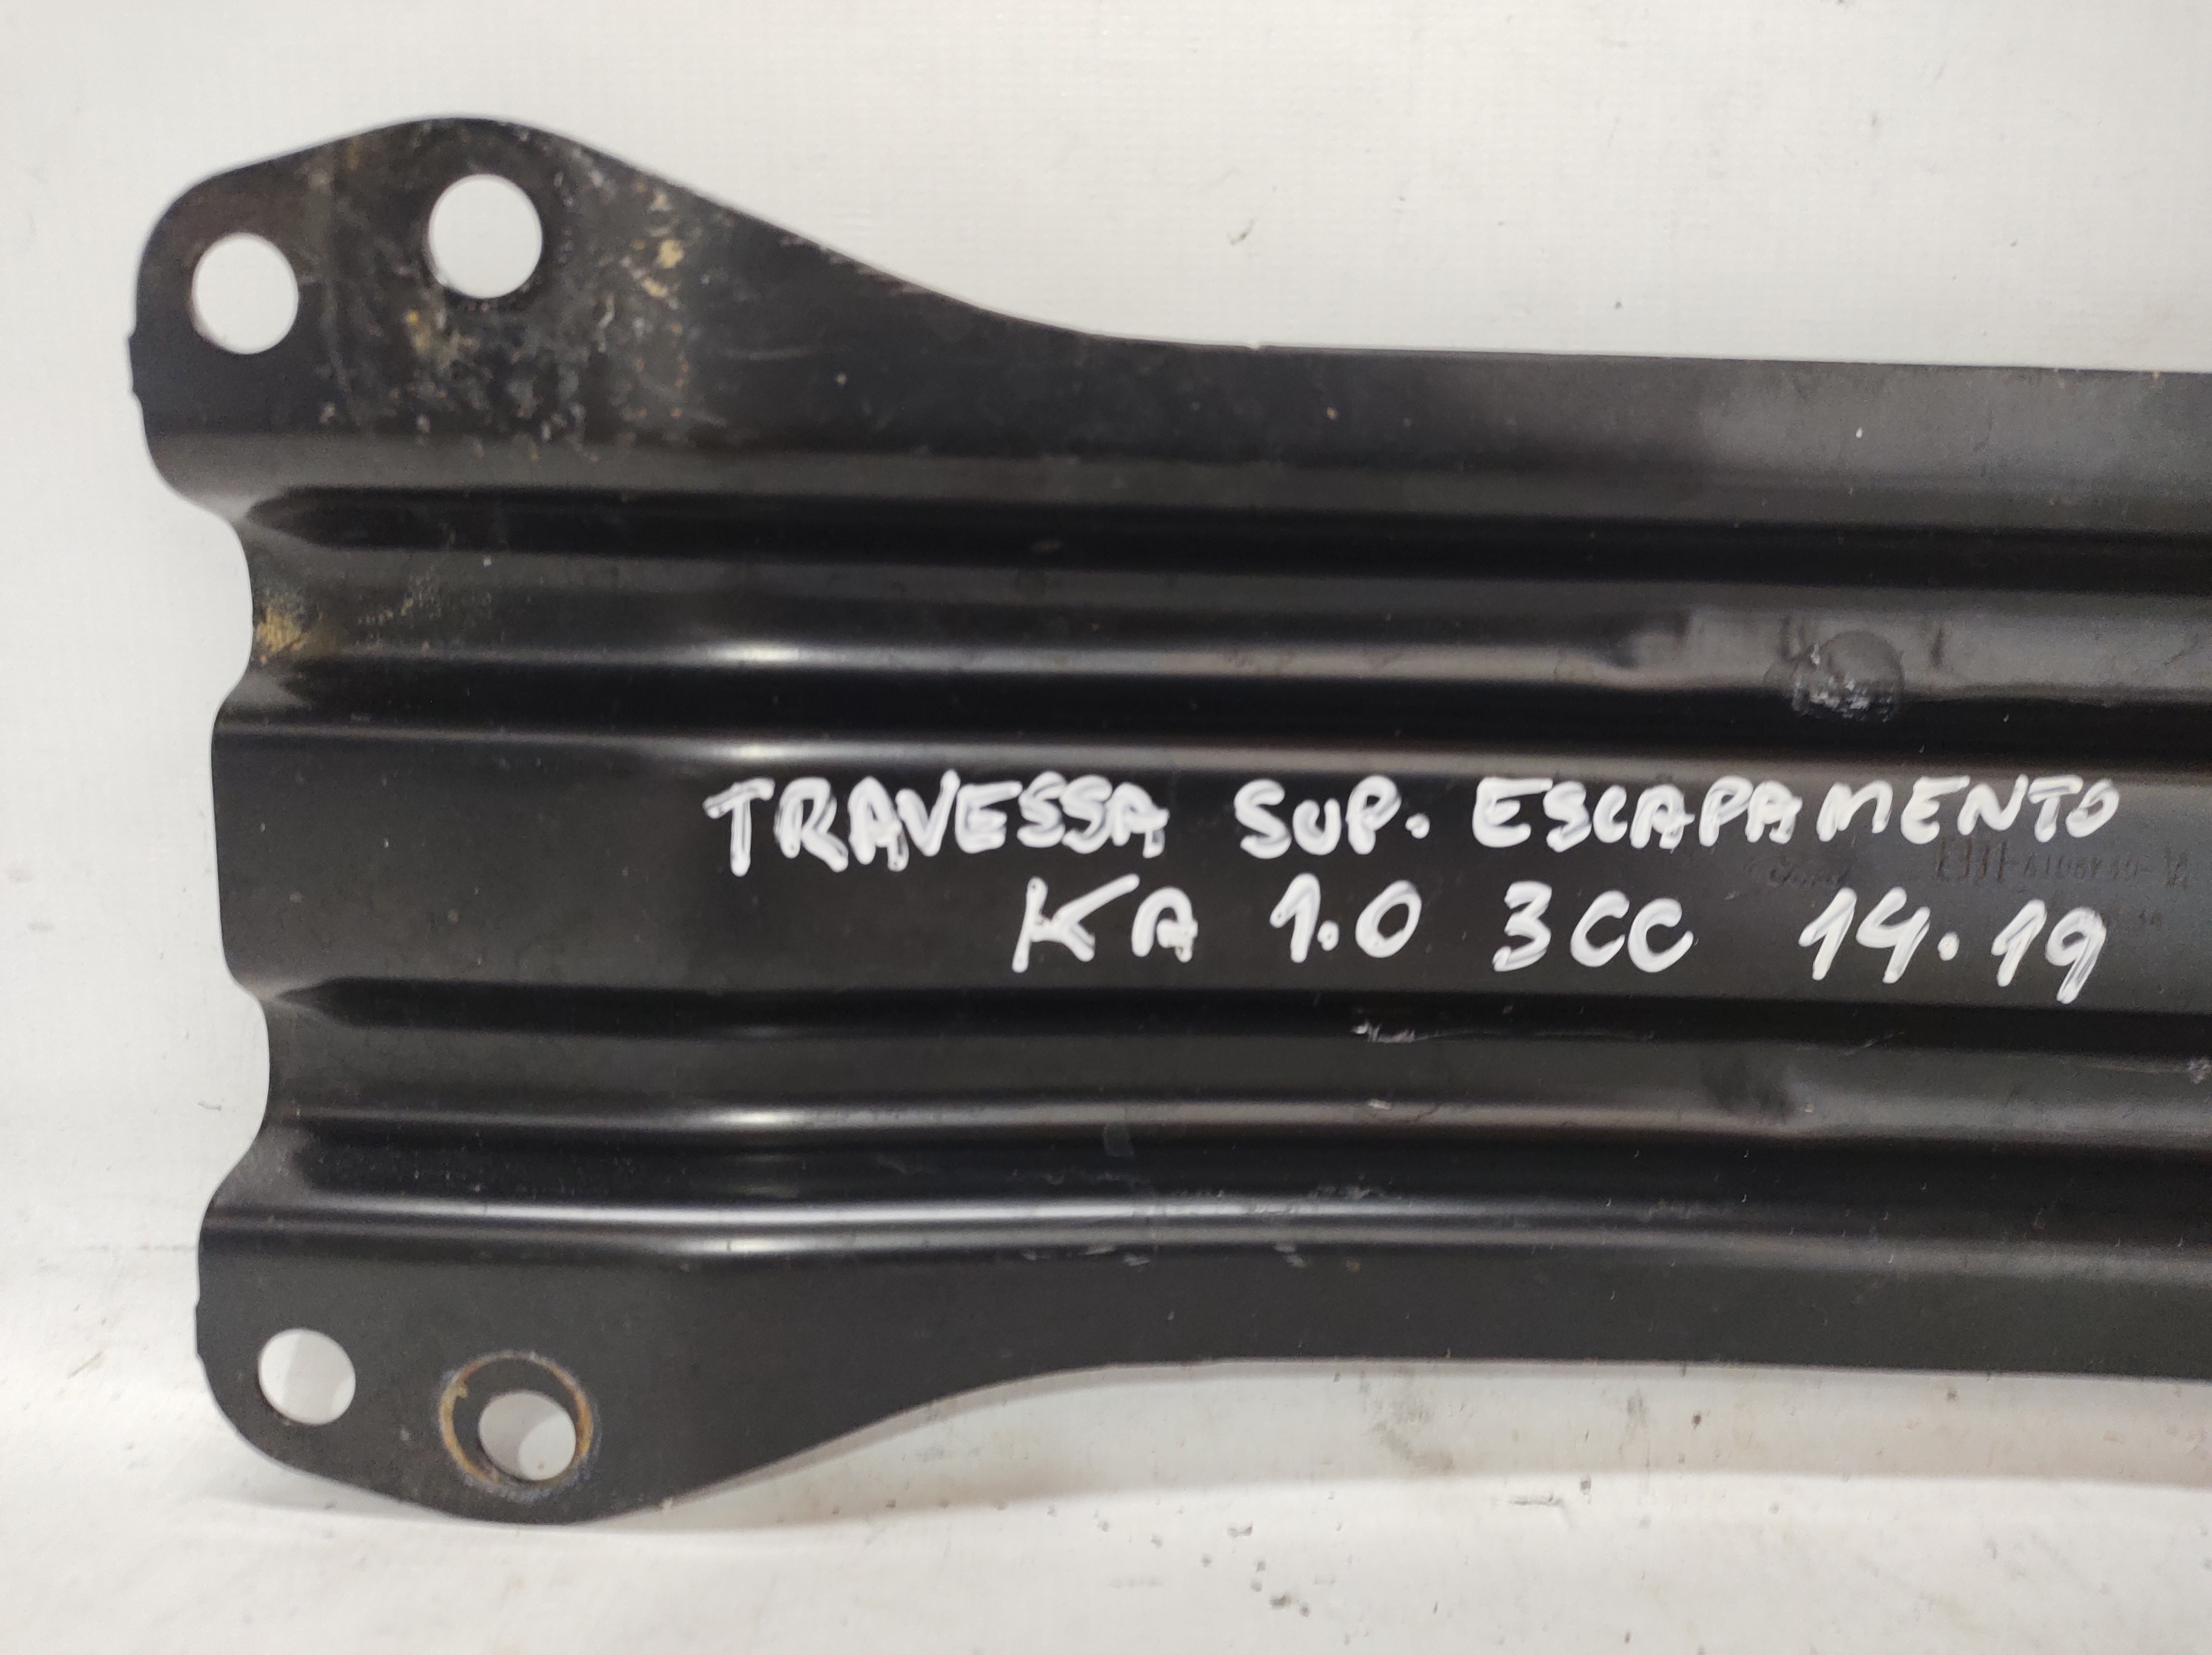 TRAVESSA SUP. ESCAPAMENTO
KA 1.0 3CC 14.19